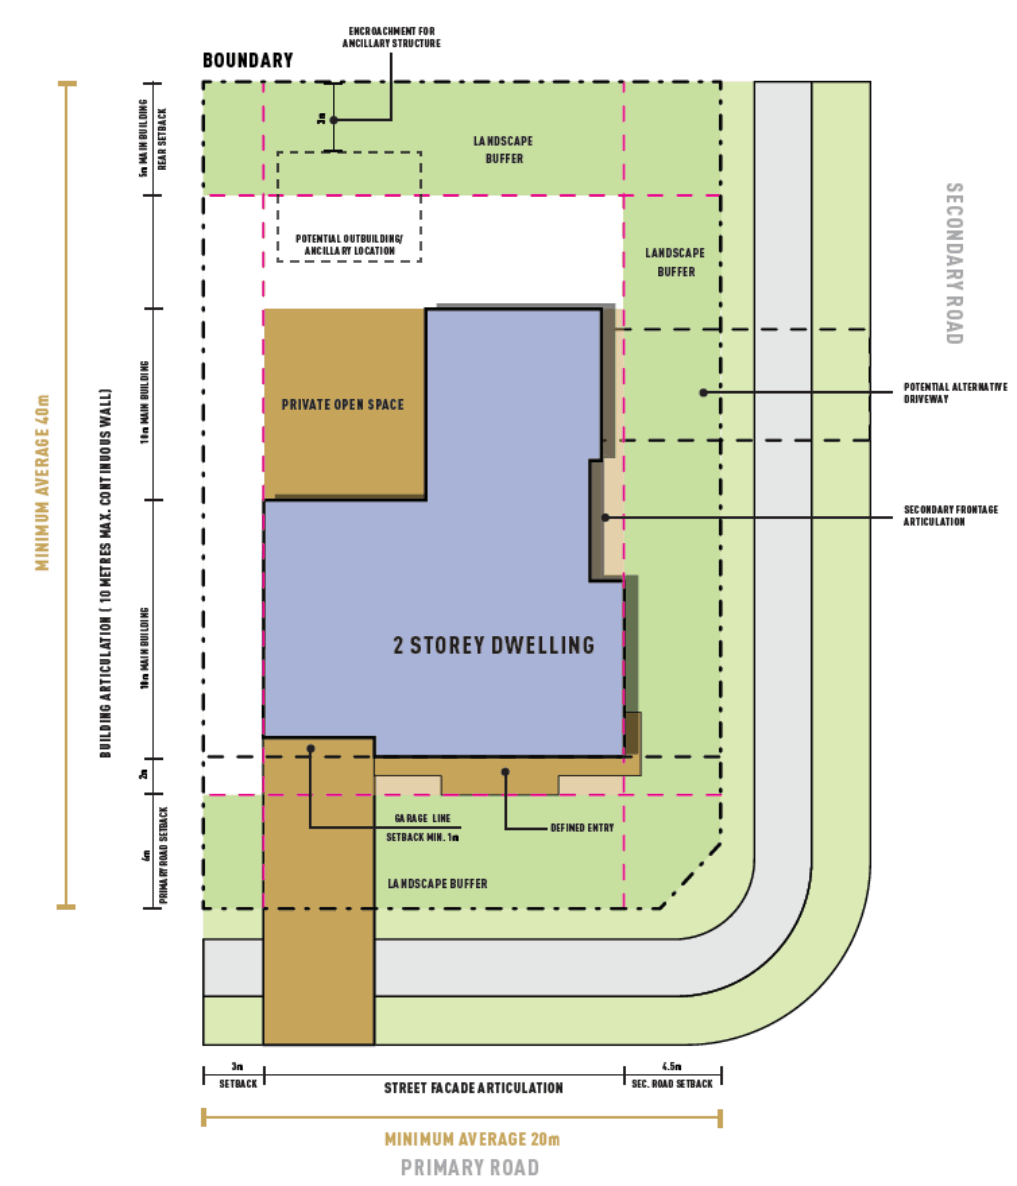 ENCROACHMENT FOR
ANCILLARY STRUCTURE
BOUNDARY
3m
LANDSCAPE
BUFFER
5m MAIN BUILDING
REAR SETBACK
POTENTIAL OUTBUILDING/
ANCILLARY LOCATION
LANDSCAPE
BUFFER
SECONDARY ROAD
PRIVATE OPEN SPACE
10m MAIN BUILDING
POTENTIAL ALTERNATIVE
DRIVEWAY
MINIMUM AVERAGE 40m
BUILDING ARTICULATION ( 10 METRES MAX. CONTINUOUS WALL)
SECONDARY FRONTAGE
ARTICULATION
10m MAIN BUILDING
2 STOREY DWELLING
2m
GARAGE LINE
SETBACK MIN. 1m
DEFINED ENTRY
4m
PRIMARY ROAD SETBACK
LANDSCAPE BUFFER
3m
SETBACK
STREET FACADE ARTICULATION
4.5m
SEC. ROAD SETBACK
MINIMUM AVERAGE 20m
PRIMARY ROAD